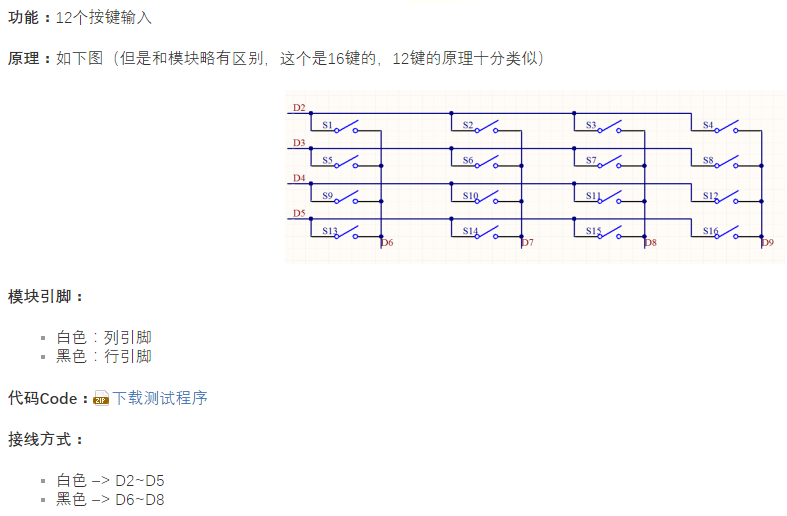 功能：12个按键输入
原理：如下图（但是和模块略有区别，这个是16键的，12键的原理十分类似）
D2
S1 S2 S3 S4
D3
S5 S6 S7 S8
D4
S9 S10 S11 S12
D5
S13 S14 S15 S16
D6 D7 D8 D9
模块引脚：
白色：列引脚
黑色：行引脚
代码Code：ZIP 下载测试程序
接线方式：
白色 –> D2~D5
黑色 –> D6~D8